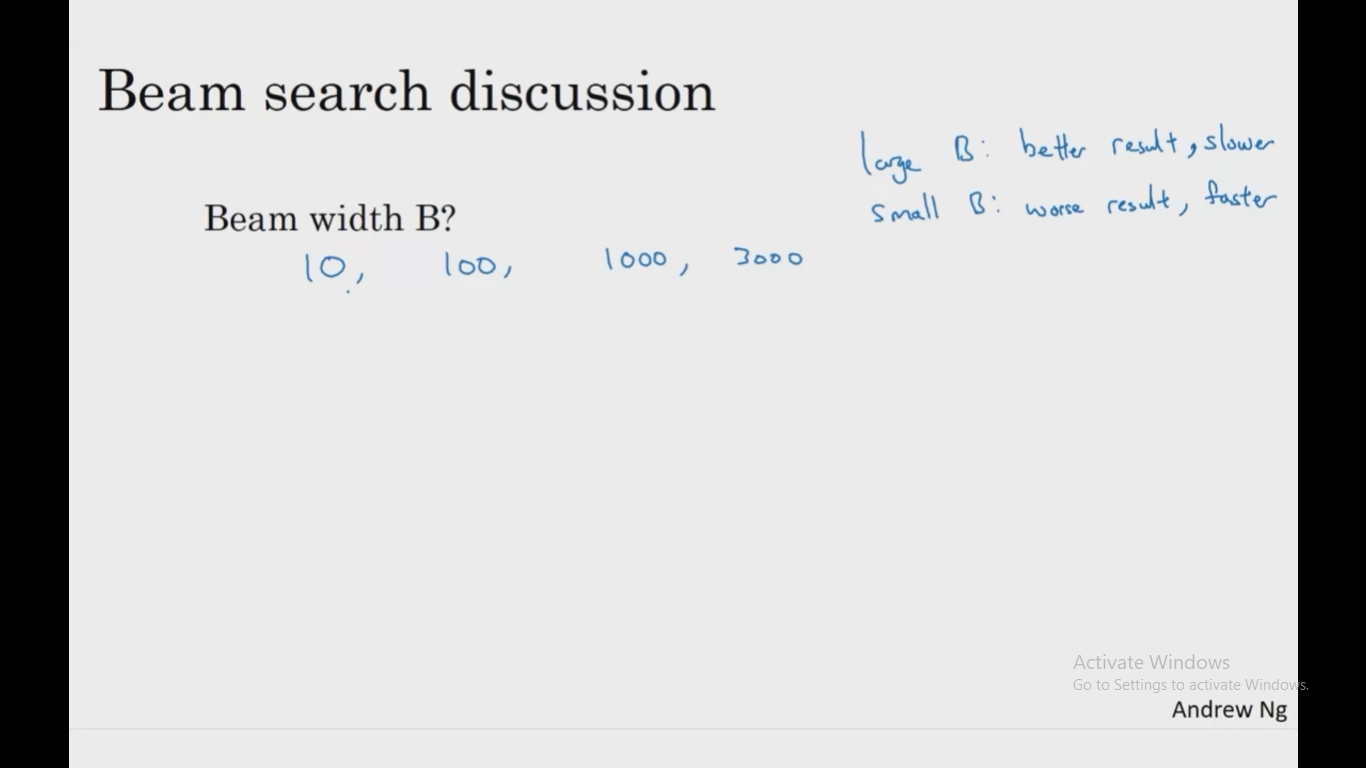 Beam search discussion
large B: better result, slower
small B: worse result, faster
Beam width B?
10, 100, 1000, 3000
Activate Windows
Go to Settings to activate Windows.
Andrew Ng